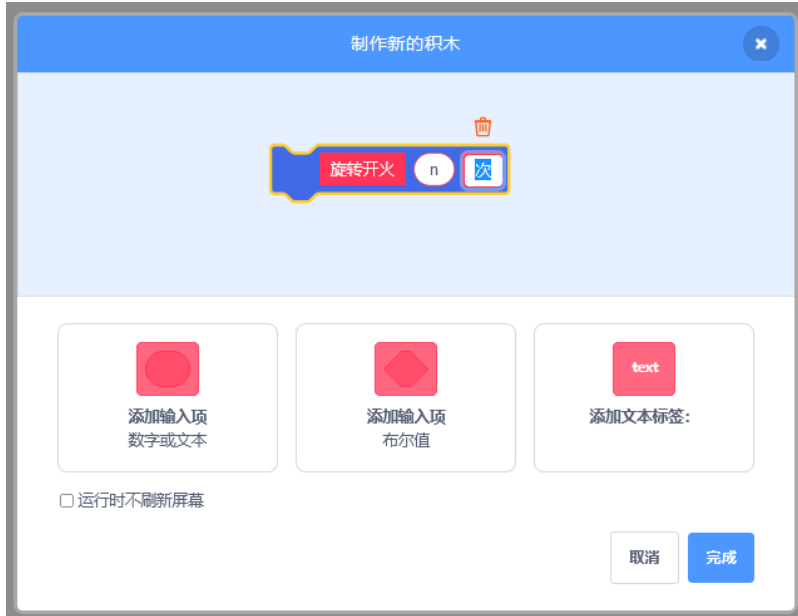 制作新的积木
旋转开火 n 次
text
添加输入项
数字或文本
添加输入项
布尔值
添加文本标签：
运行时不刷新屏幕
取消 完成